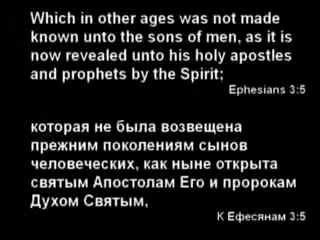 Which in other ages was not made
known unto the sons of men, as it is
now revealed unto his holy apostles
and prophets by the Spirit;
Ephesians 3:5
которая не была возвещена
прежним поколениям сынов
человеческих, как ныне открыта
святым Апостолам Его и пророкам
Духом Святым,
К Ефесянам 3:5